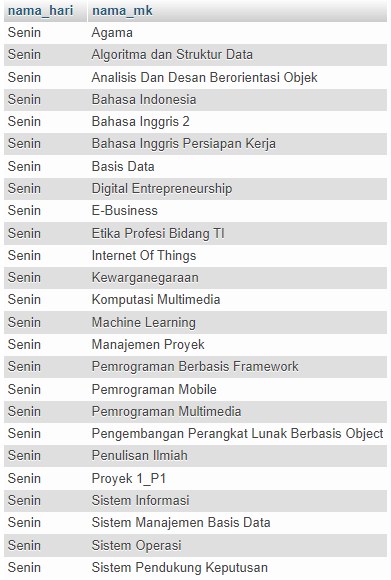 nama_hari nama_mk
Senin Agama
Senin Algoritma dan Struktur Data
Senin Analisis Dan Desan Berorientasi Objek
Senin Bahasa Indonesia
Senin Bahasa Inggris 2
Senin Bahasa Inggris Persiapan Kerja
Senin Basis Data
Senin Digital Entrepreneurship
Senin E-Business
Senin Etika Profesi Bidang TI
Senin Internet Of Things
Senin Kewarganegaraan
Senin Komputasi Multimedia
Senin Machine Learning
Senin Manajemen Proyek
Senin Pemrograman Berbasis Framework
Senin Pemrograman Mobile
Senin Pemrograman Multimedia
Senin Pengembangan Perangkat Lunak Berbasis Object
Senin Penulisan Ilmiah
Senin Proyek 1_P1
Senin Sistem Informasi
Senin Sistem Manajemen Basis Data
Senin Sistem Operasi
Senin Sistem Pendukung Keputusan